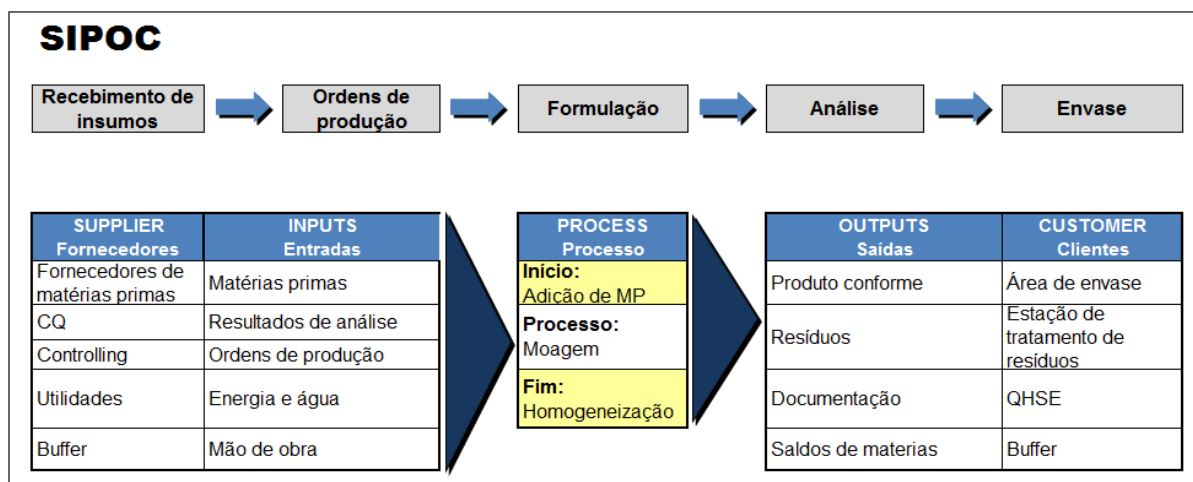 SIPOC
Recebimento de
insumos
Ordens de
produção
Formulação
Análise
Envase
SUPPLIER
Fornecedores
INPUTS
Entradas
Fornecedores de
matérias primas
Matérias primas
CQ
Resultados de análise
Controlling
Ordens de produção
Utilidades
Energia e água
Buffer
Mão de obra
PROCESS
Processo
Início:
Adição de MP
Processo:
Moagem
Fim:
Homogeneização
OUTPUTS
Saídas
CUSTOMER
Clientes
Produto conforme
Área de envase
Resíduos
Estação de
tratamento de
resíduos
Documentação
QHSE
Saldos de materias
Buffer